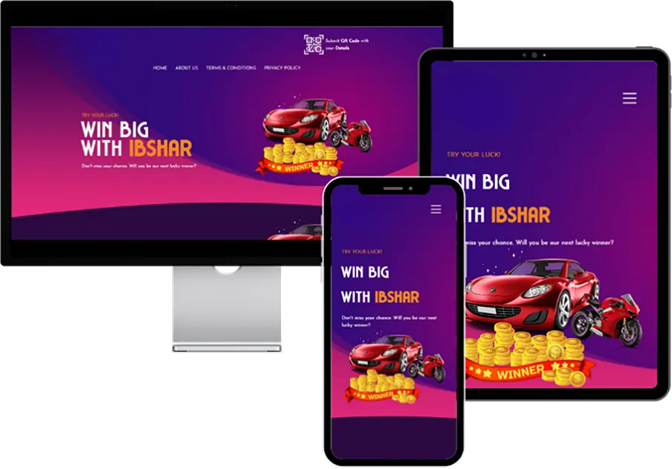 Submit QR Code with
your Details
HOME ABOUT US TERMS & CONDITIONS PRIVACY POLICY
TRY YOUR LUCK!
WIN BIG
WITH IBSHAR
Don't miss your chance. Will you be our next lucky winner?
WINNER
TRY YOUR LUCK!
WIN BIG
WITH IBSHAR
miss your chance. Will you be our next lucky winner?
WINNER
TRY YOUR LUCK!
WIN BIG
WITH IBSHAR
Don't miss your chance. Will you be our next
lucky winner?
WINNER